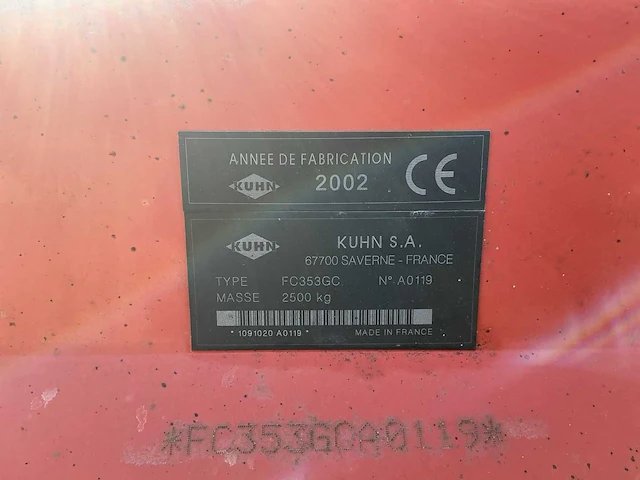 ANNEE DE FABRICATION
KUHN 2002 CE
KUHN KUHN S.A.
67700 SAVERNE - FRANCE
TYPE FC353GC N° A0119
MASSE 2500 kg
* 1091020 A0119 * MADE IN FRANCE
*FC353GCA0119*